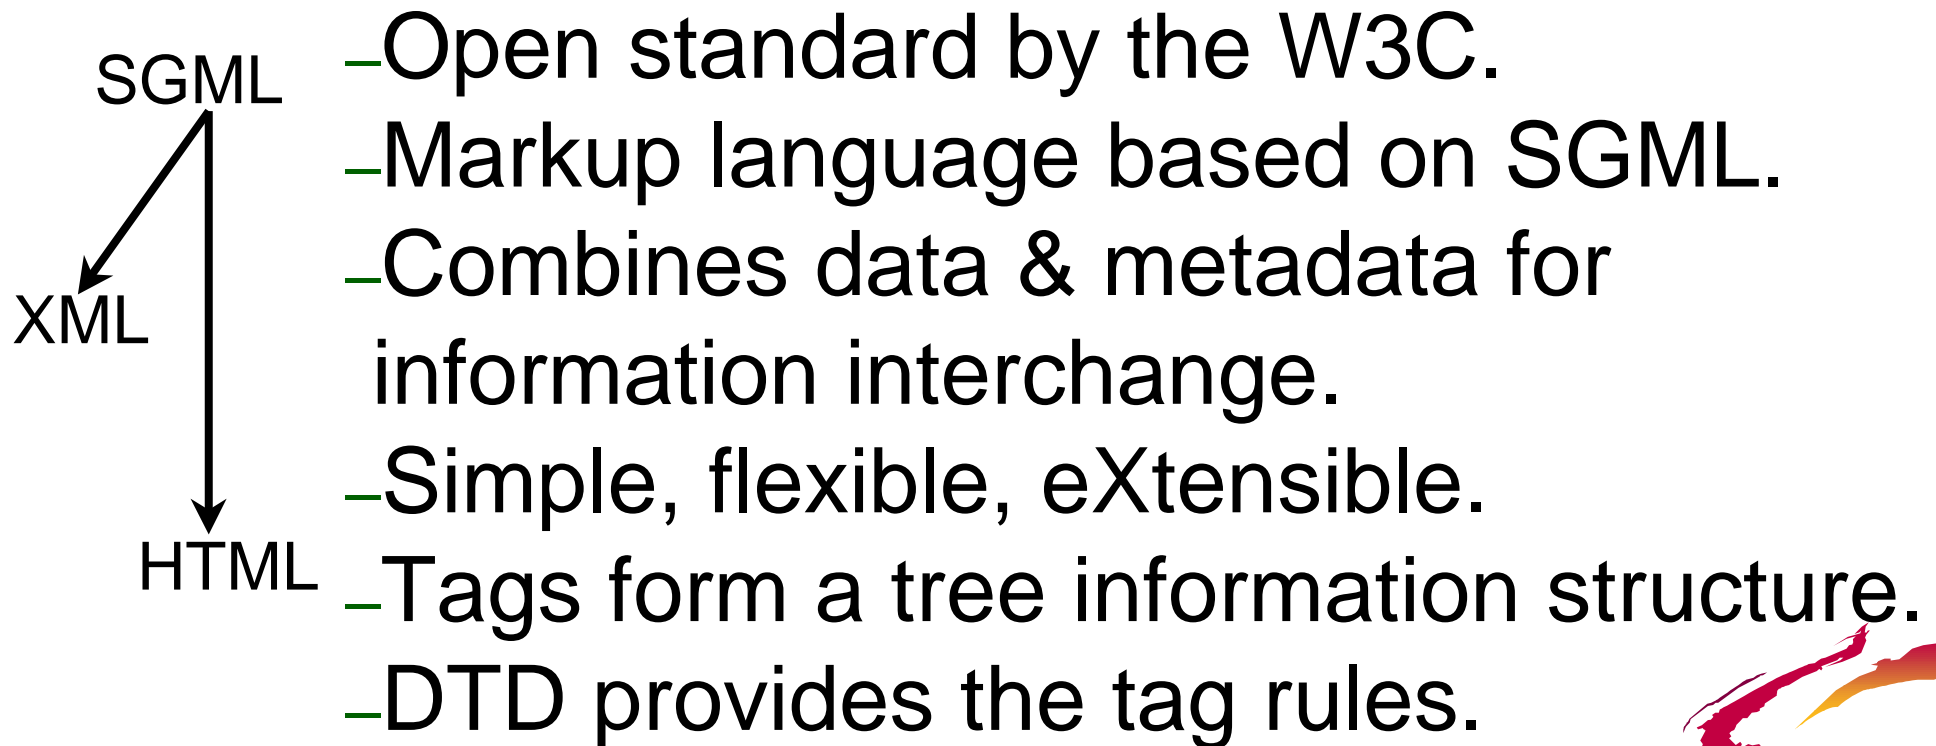 SGML
XML
HTML
–Open standard by the W3C.
–Markup language based on SGML.
–Combines data & metadata for
information interchange.
–Simple, flexible, eXtensible.
–Tags form a tree information structure.
–DTD provides the tag rules.